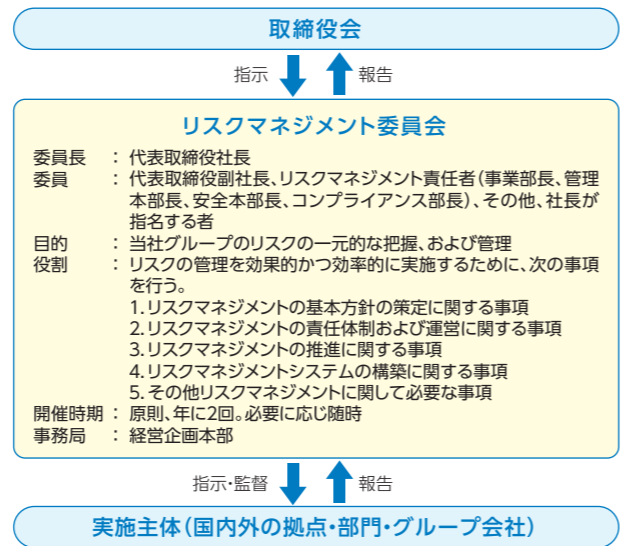 取締役会
指示 報告
リスクマネジメント委員会
委員長 : 代表取締役社長
委員 : 代表取締役副社長、リスクマネジメント責任者(事業部長、管理
本部長、安全本部長、コンプライアンス部長)、その他、社長が
指名する者
目的 : 当社グループのリスクの一元的な把握、および管理
役割 : リスクの管理を効果的かつ効率的に実施するために、次の事項
を行う。
1.リスクマネジメントの基本方針の策定に関する事項
2.リスクマネジメントの責任体制および運営に関する事項
3.リスクマネジメントの推進に関する事項
4.リスクマネジメントシステムの構築に関する事項
5.その他リスクマネジメントに関して必要な事項
開催時期 : 原則、年に2回。必要に応じ随時
事務局 : 経営企画本部
指示・監督 報告
実施主体(国内外の拠点・部門・グループ会社)